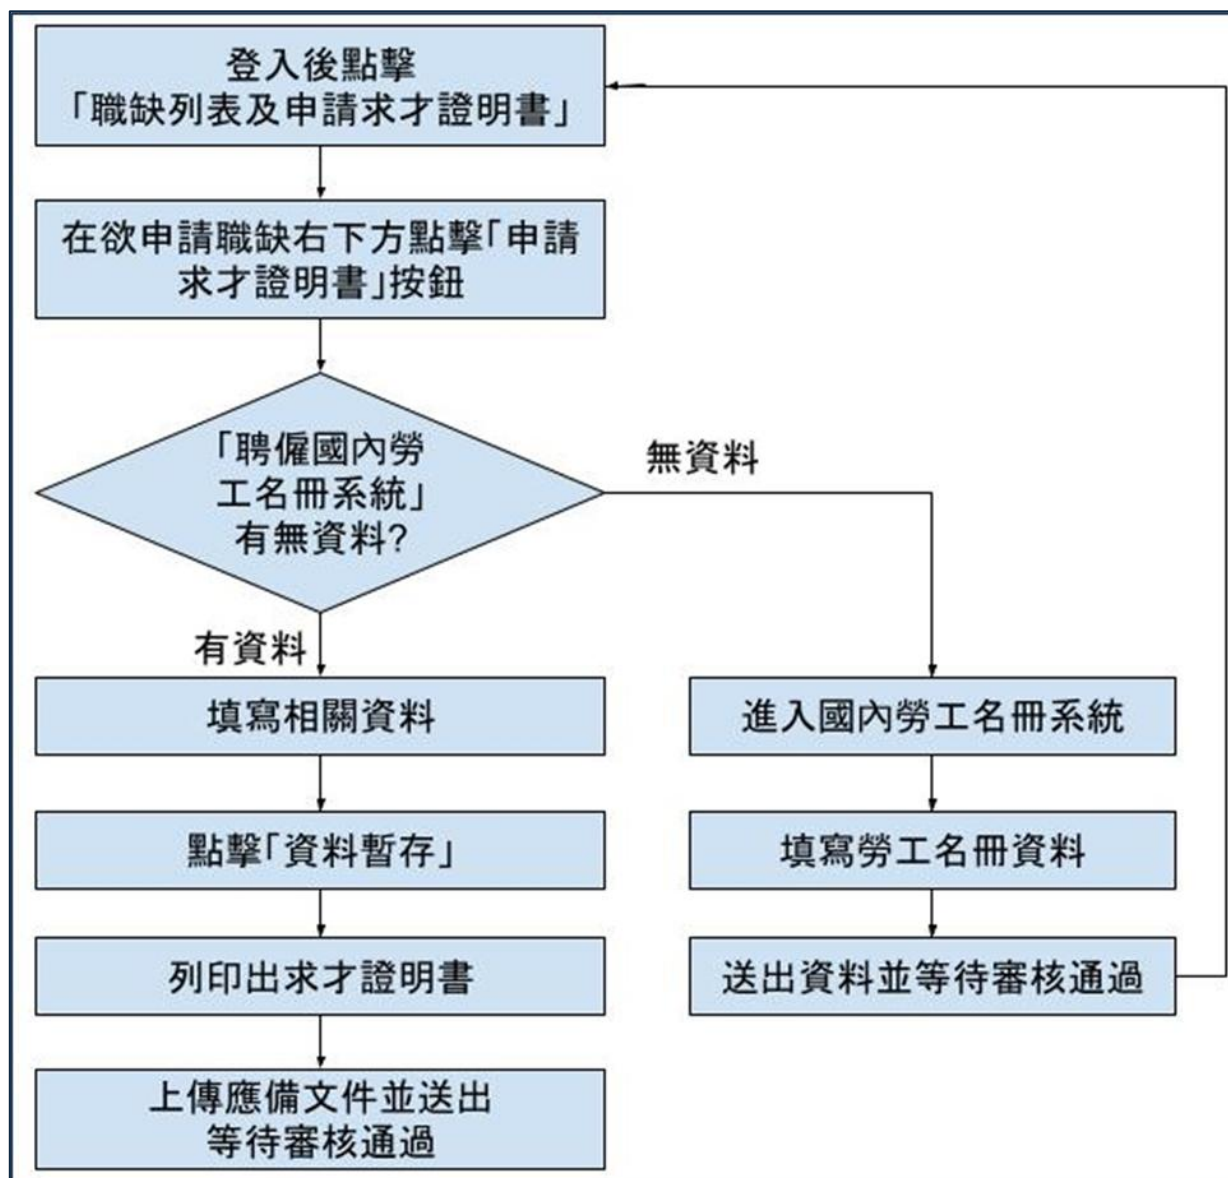 登入後點擊
「職缺列表及申請求才證明書」
在欲申請職缺右下方點擊「申請
求才證明書」按鈕
「聘僱國內勞
工名冊系統」
有無資料?
無資料
有資料
填寫相關資料
點擊「資料暫存」
列印出求才證明書
上傳應備文件並送出
等待審核通過
進入國內勞工名冊系統
填寫勞工名冊資料
送出資料並等待審核通過